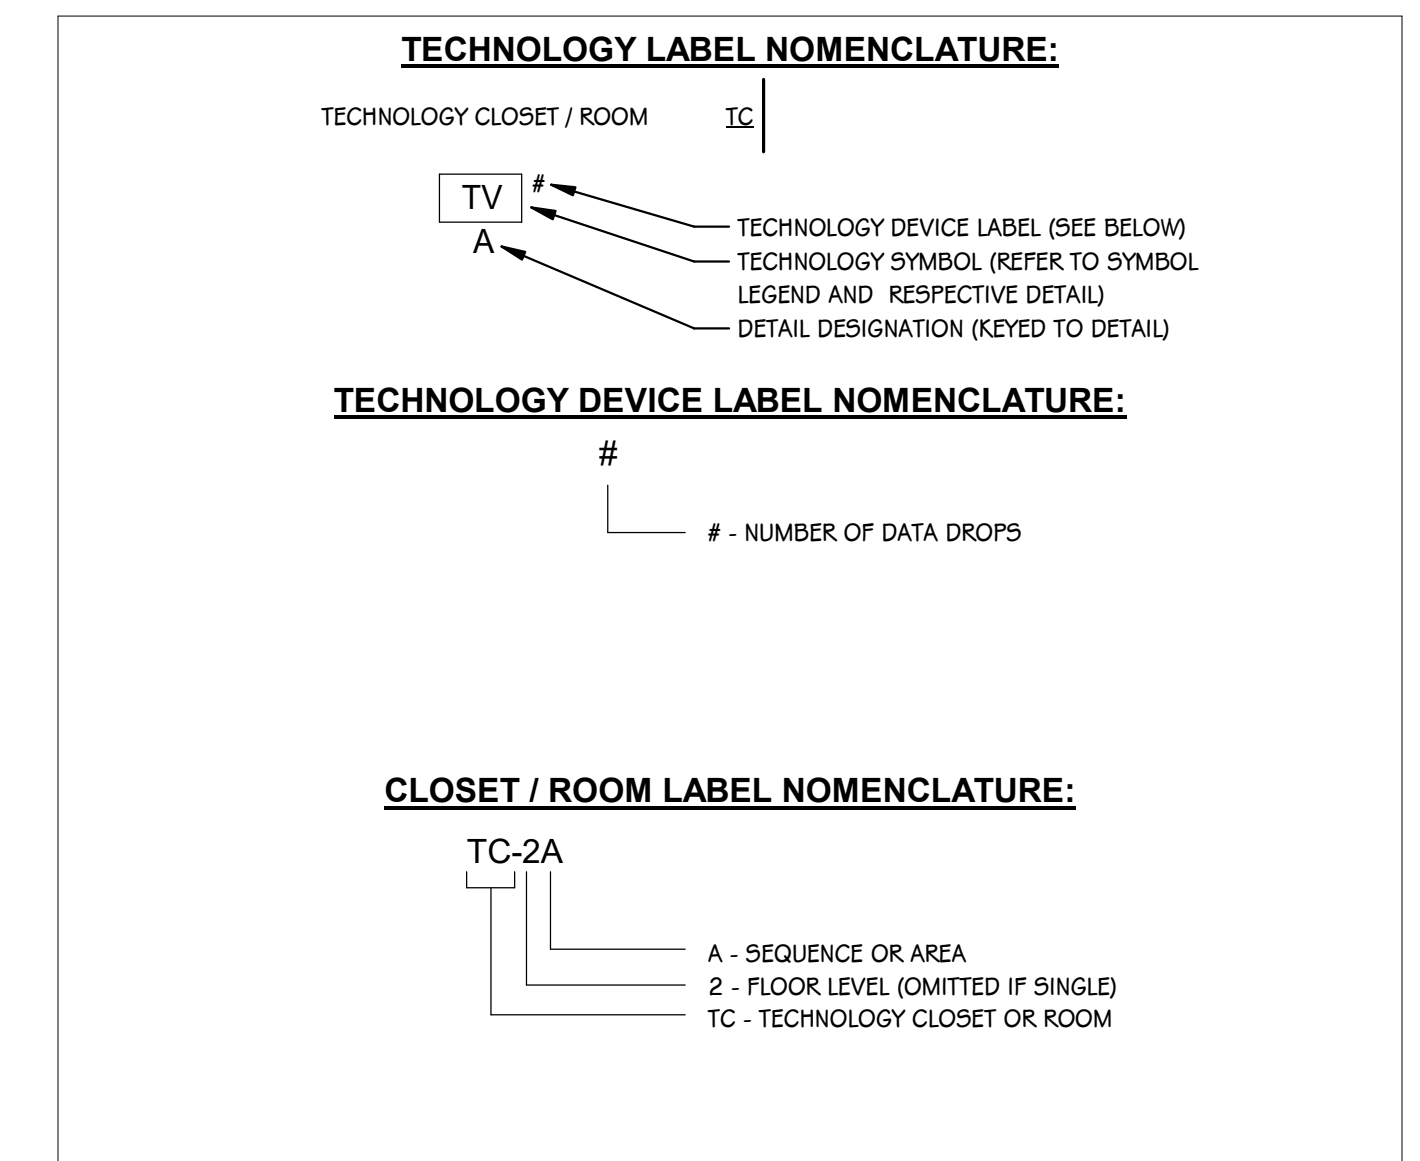 TECHNOLOGY LABEL NOMENCLATURE:
TECHNOLOGY CLOSET / ROOM TC
TV #
A
TECHNOLOGY DEVICE LABEL (SEE BELOW)
TECHNOLOGY SYMBOL (REFER TO SYMBOL
LEGEND AND RESPECTIVE DETAIL)
DETAIL DESIGNATION (KEYED TO DETAIL)
TECHNOLOGY DEVICE LABEL NOMENCLATURE:
#
# - NUMBER OF DATA DROPS
CLOSET / ROOM LABEL NOMENCLATURE:
TC-2A
A - SEQUENCE OR AREA
2 - FLOOR LEVEL (OMITTED IF SINGLE)
TC - TECHNOLOGY CLOSET OR ROOM